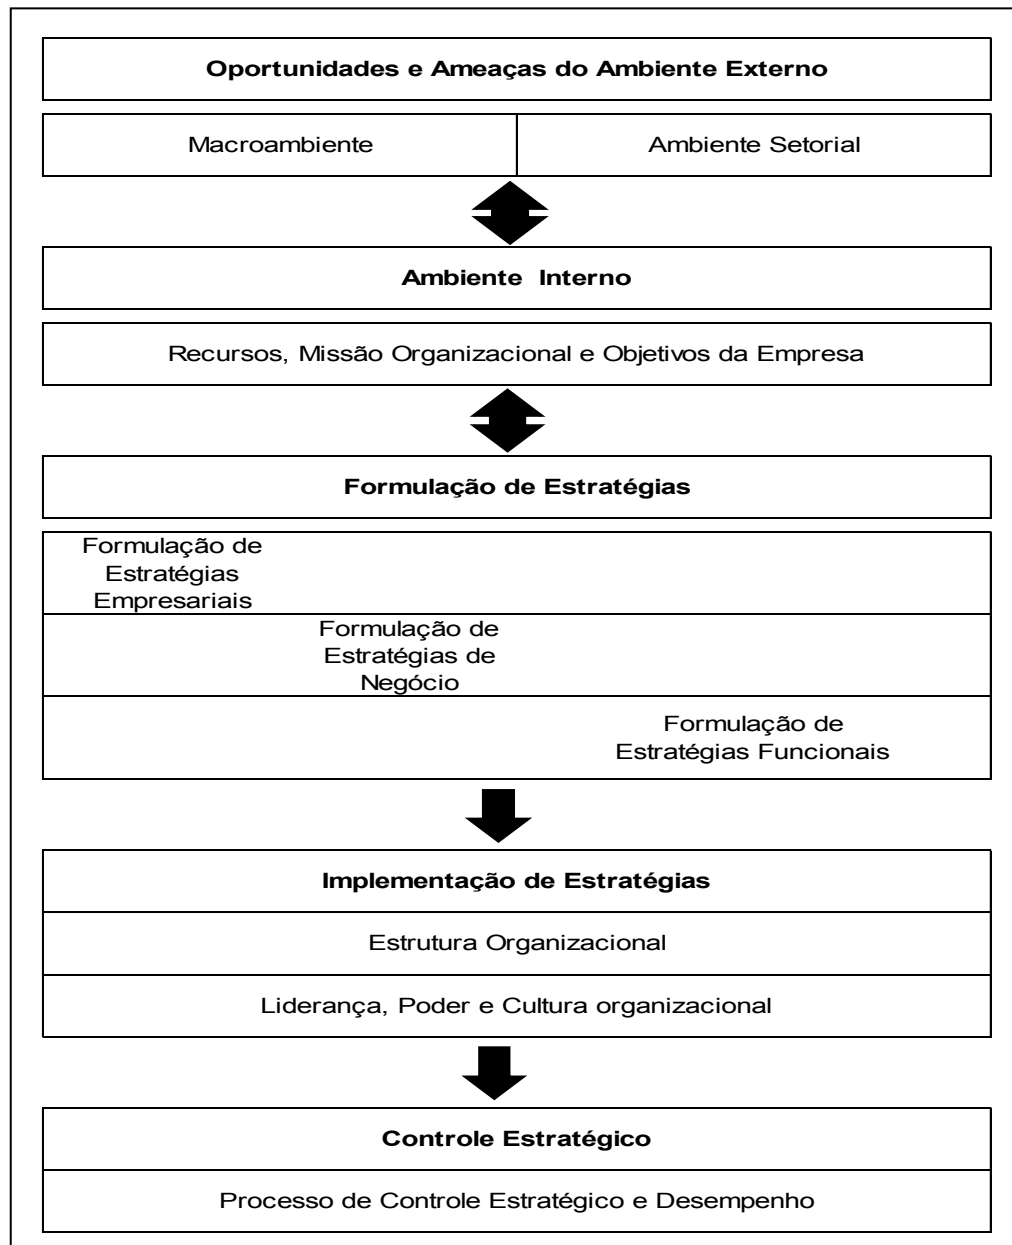 Oportunidades e Ameaças do Ambiente Externo
Macroambiente
Ambiente Setorial
Ambiente Interno
Recursos, Missão Organizacional e Objetivos da Empresa
Formulação de Estratégias
Formulação de
Estratégias
Empresariais
Formulação de
Estratégias de
Negócio
Formulação de
Estratégias Funcionais
Implementação de Estratégias
Estrutura Organizacional
Liderança, Poder e Cultura organizacional
Controle Estratégico
Processo de Controle Estratégico e Desempenho